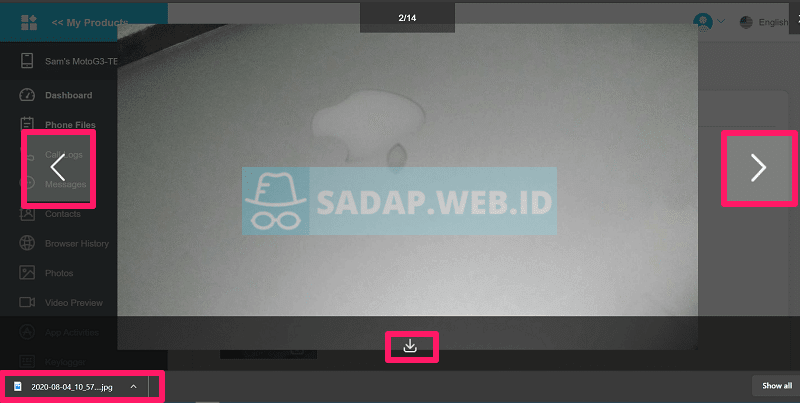 << My Products
2/14
English
Sam's MotoG3-TE
Dashboard
Phone Files
Call Logs
Messages
Contacts
Browser History
Photos
Video Preview
App Activities
Keylogger
SADAP.WEB.ID
2020-08-04_10_57....jpg
Show all